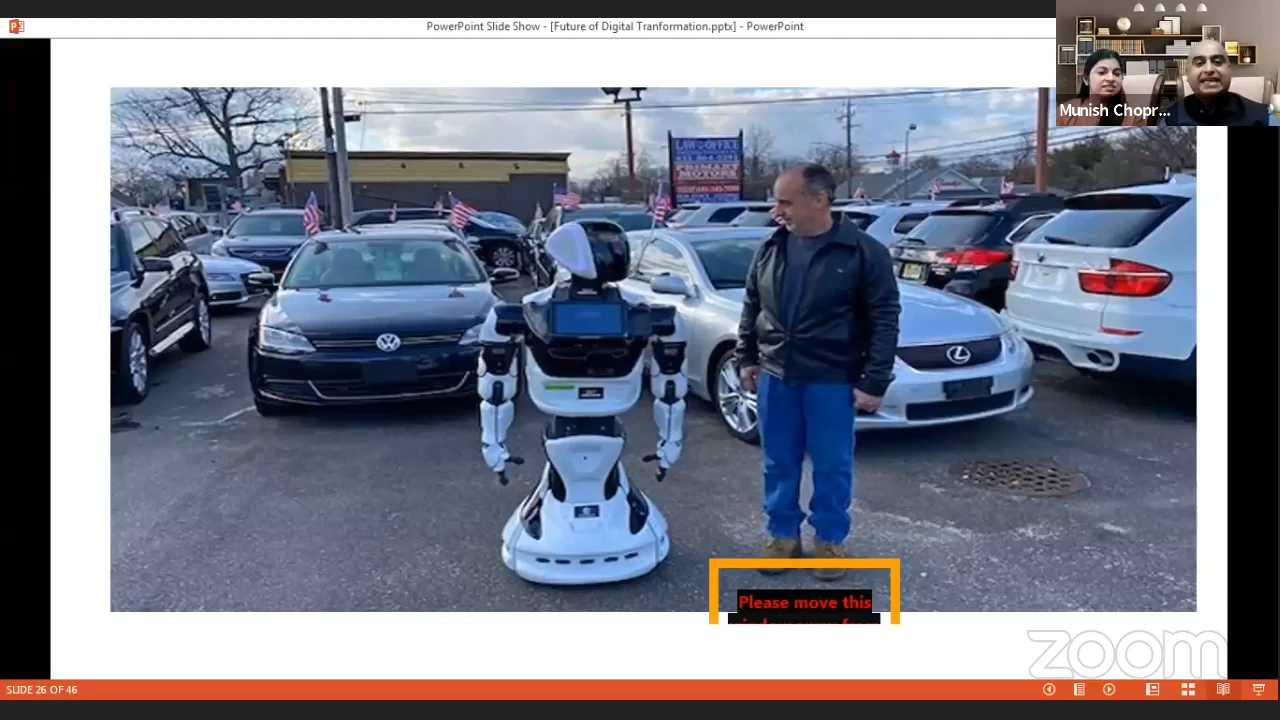 PowerPoint Slide Show - [Future of Digital Tranformation.pptx] - PowerPoint
Munish Chopr...
LAW OFFICE
PRIMARY
MOTORS
Please move this
zoom
SLIDE 26 OF 46